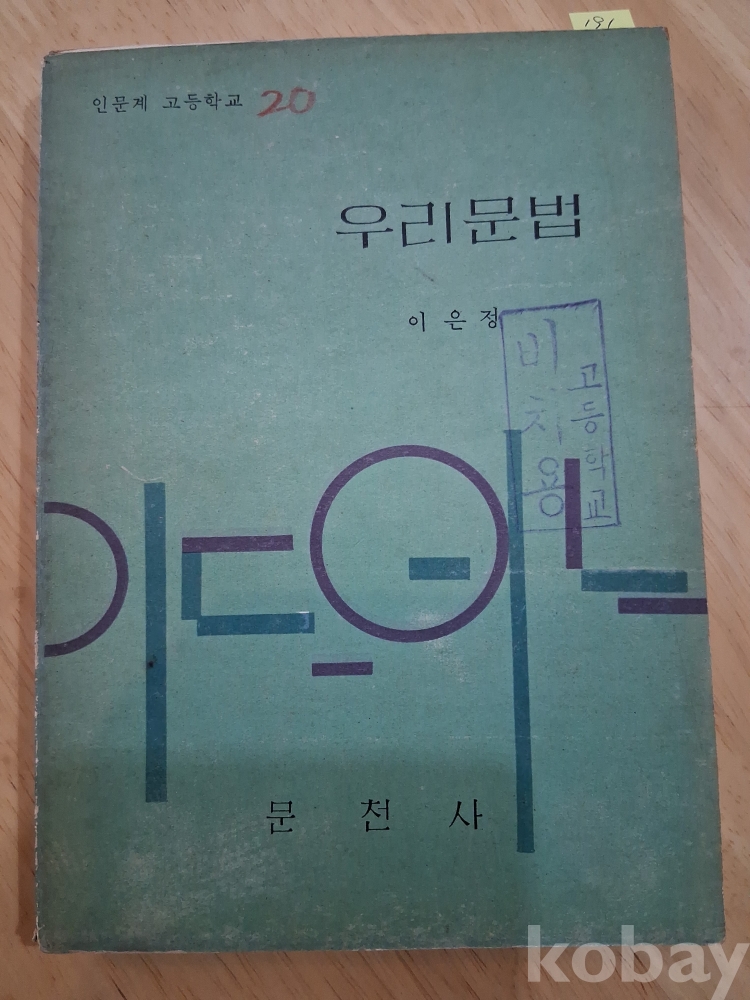 181
인문계 고등학교 20
우리문법
이 은 정
비치용
고등학교
문 천 사
kobay